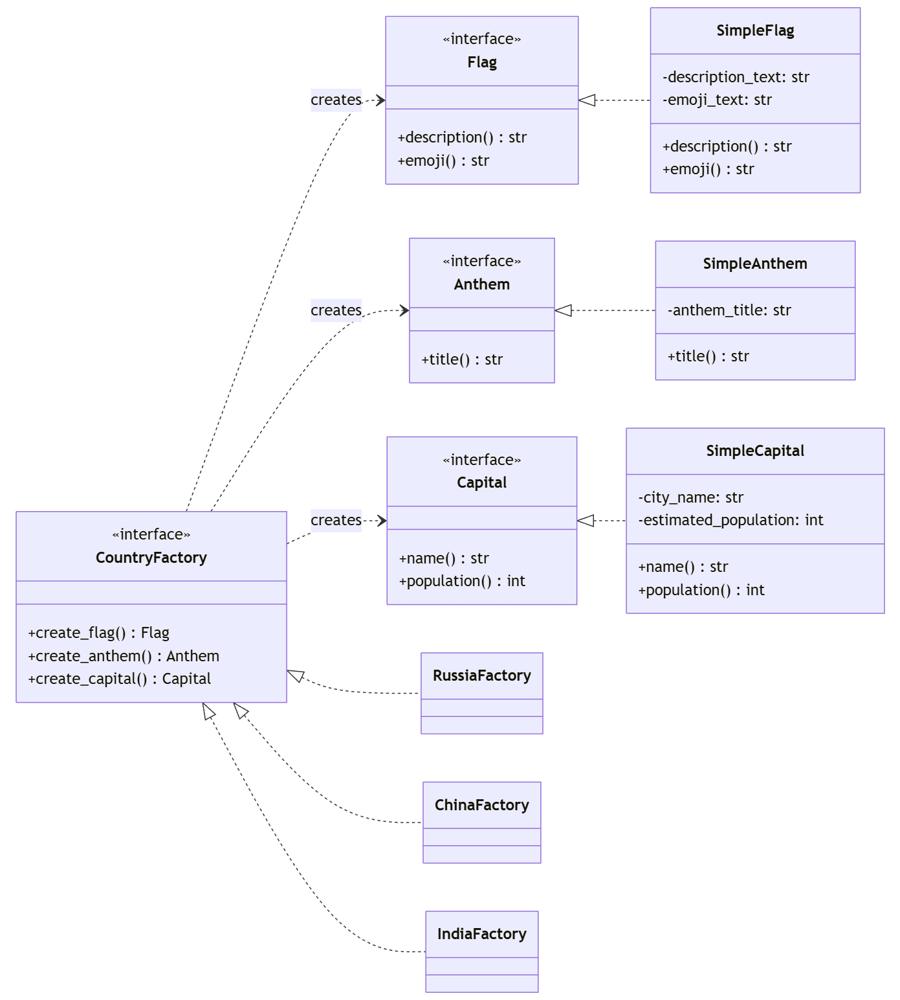 «interface»
Flag
+description() : str
+emoji() : str
SimpleFlag
-description_text: str
-emoji_text: str
+description() : str
+emoji() : str
creates
«interface»
Anthem
+title() : str
SimpleAnthem
-anthem_title: str
+title() : str
creates
«interface»
Capital
+name() : str
+population() : int
SimpleCapital
-city_name: str
-estimated_population: int
+name() : str
+population() : int
creates
«interface»
CountryFactory
+create_flag() : Flag
+create_anthem() : Anthem
+create_capital() : Capital
RussiaFactory
ChinaFactory
IndiaFactory